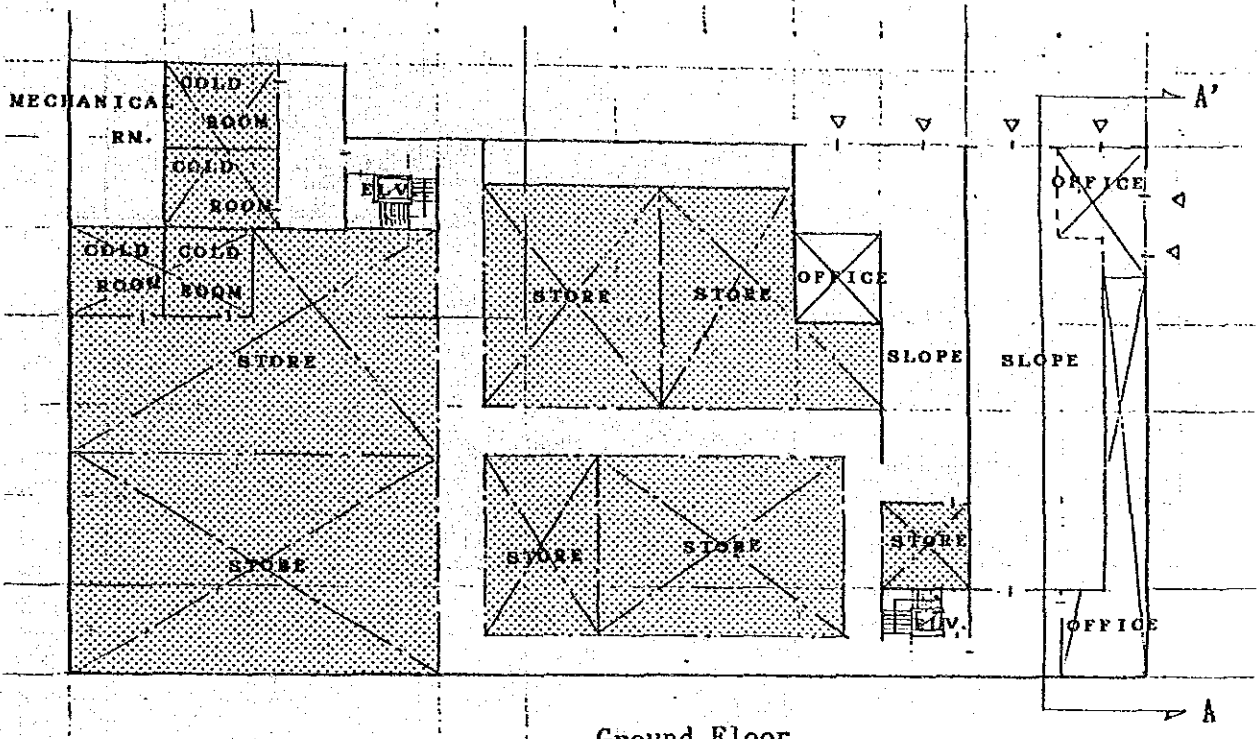 COLD
ROOM
MECHANICAL
RM.
A'
COLD
ROOM
ELV.
OFFICE
COLD
ROOM
COLD
ROOM
STORE
STORE
OFFICE
STORE
SLOPE
SLOPE
STORE
STORE
STORE
STORE
ELV.
OFFICE
A
Ground Floor